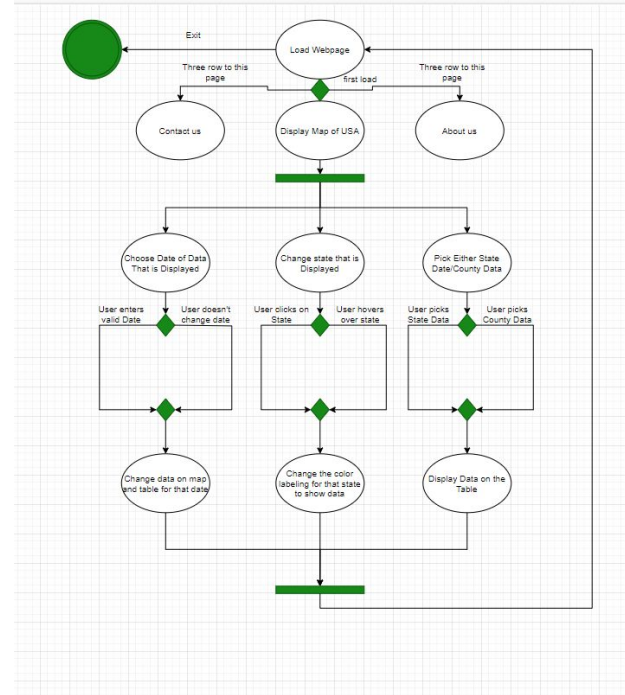 Exit
Load Webpage
Three row to this
page
first load
Three row to this
page
Contact us
Display Map of USA
About us
Choose Date of Data
That is Displayed
Change state that is
Displayed
Pick Either State
Date/County Data
User enters
valid Date
User doesn't
change date
User clicks on
State
User hovers
over state
User picks
State Data
User picks
County Data
Change data on map
and table for that date
Change the color
labeling for that state
to show data
Display Data on the
Table